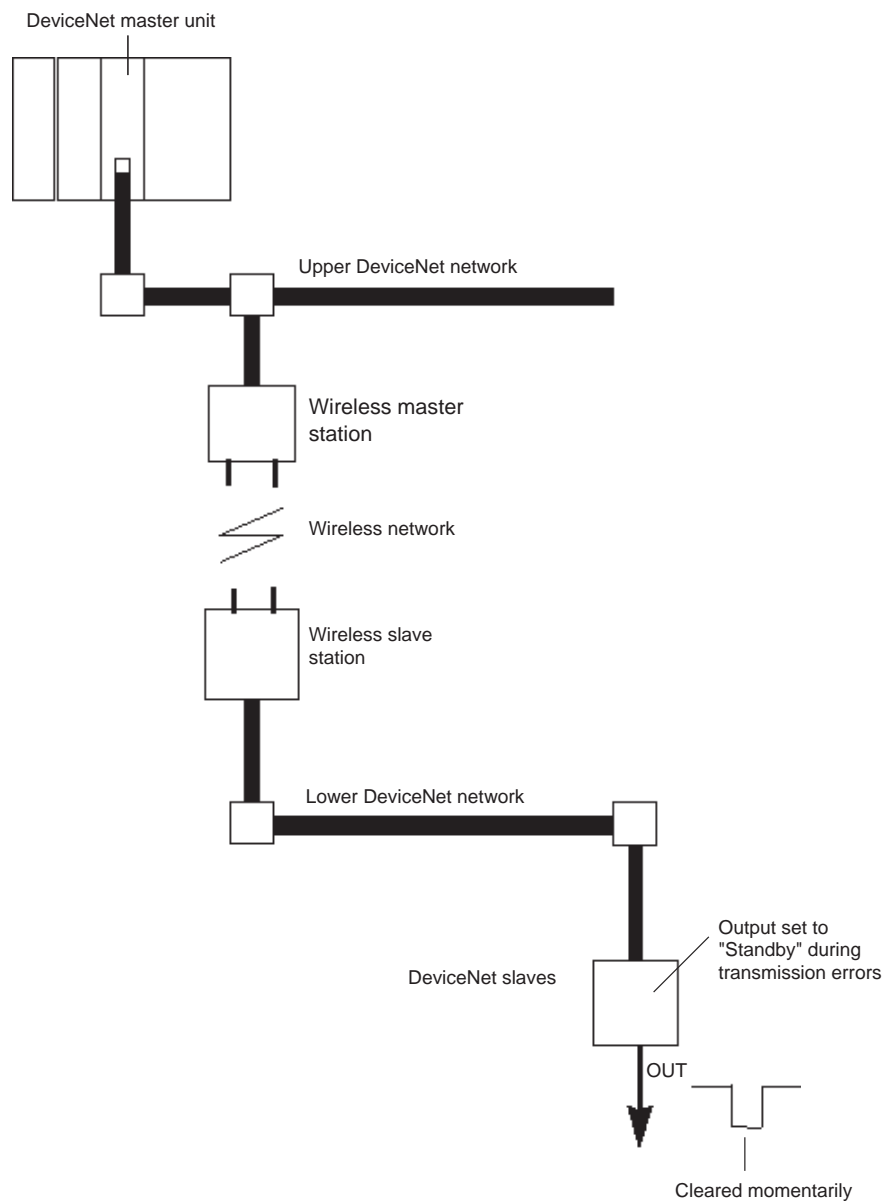 DeviceNet master unit
Upper DeviceNet network
Wireless master
station
Wireless network
Wireless slave
station
Lower DeviceNet network
Output set to
"Standby" during
transmission errors
DeviceNet slaves
OUT
Cleared momentarily